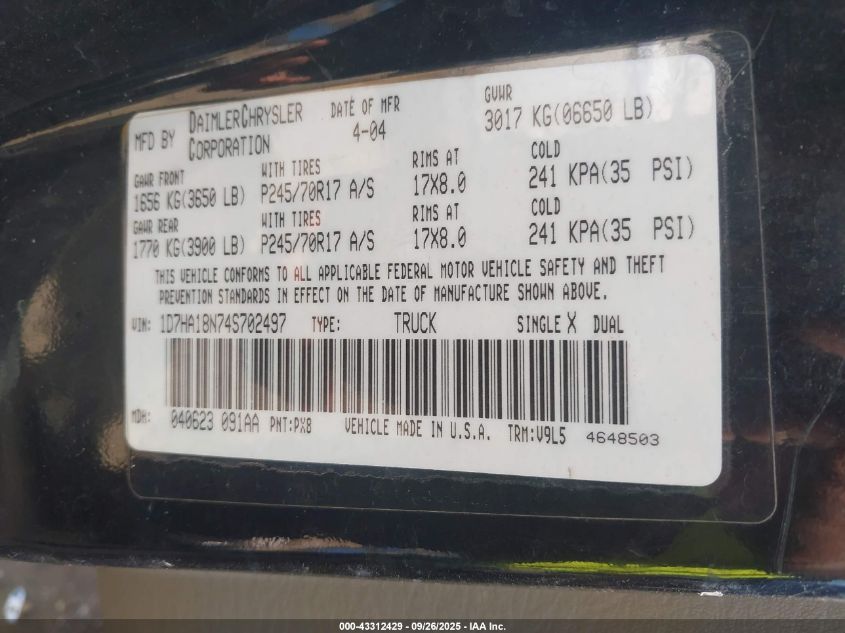 MFD BY DAIMLERCHRYSLER CORPORATION DATE OF MFR 4-04 GVWR 3017 KG(06650 LB)
GAWR FRONT WITH TIRES RIMS AT COLD
1656 KG(3650 LB) P245/70R17 A/S 17X8.0 241 KPA(35 PSI)
GAWR REAR WITH TIRES RIMS AT COLD
1770 KG(3900 LB) P245/70R17 A/S 17X8.0 241 KPA(35 PSI)
THIS VEHICLE CONFORMS TO ALL APPLICABLE FEDERAL MOTOR VEHICLE SAFETY AND THEFT
PREVENTION STANDARDS IN EFFECT ON THE DATE OF MANUFACTURE SHOWN ABOVE.
VIN: 1D7HA18N74S702497 TYPE: TRUCK SINGLE X DUAL
MDH: 040623 091AA PNT:PX8 VEHICLE MADE IN U.S.A. TRM:V9L5 4648503
000-43312429 - 09/26/2025 - IAA Inc.